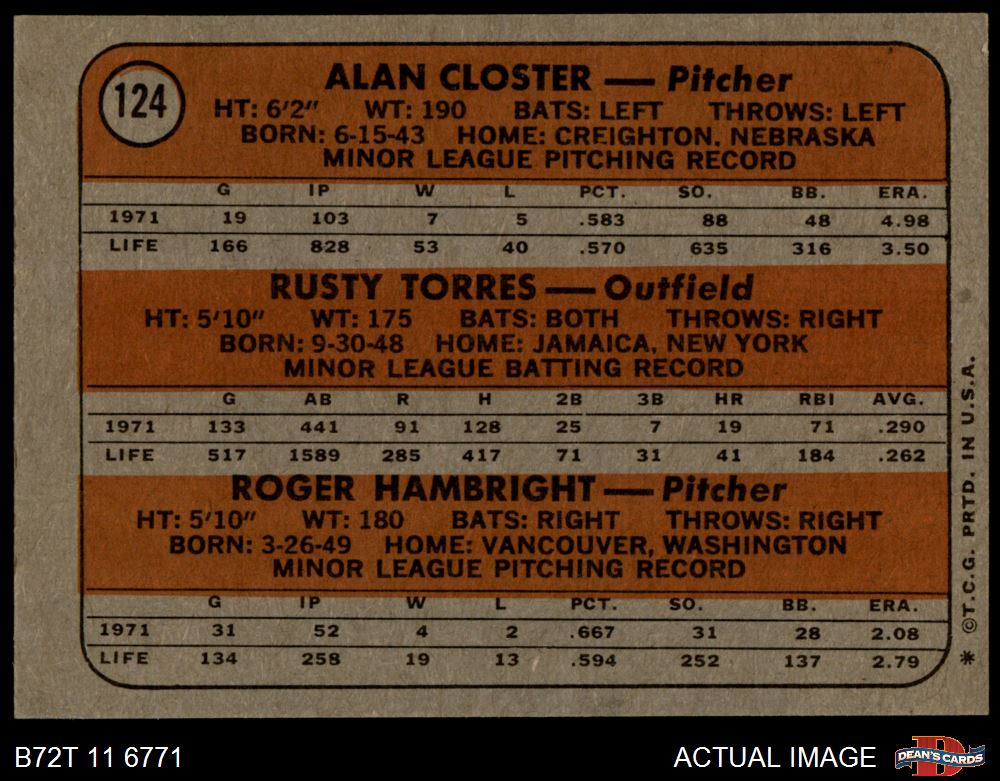 124
ALAN CLOSTER — Pitcher
HT: 6'2" WT: 190 BATS: LEFT THROWS: LEFT
BORN: 6-15-43 HOME: CREIGHTON, NEBRASKA
MINOR LEAGUE PITCHING RECORD
G IP W L PCT. SO. BB. ERA.
1971 19 103 7 5 .583 88 48 4.98
LIFE 166 828 53 40 .570 635 316 3.50
RUSTY TORRES — Outfield
HT: 5'10" WT: 175 BATS: BOTH THROWS: RIGHT
BORN: 9-30-48 HOME: JAMAICA, NEW YORK
MINOR LEAGUE BATTING RECORD
G AB R H 2B 3B HR RBI AVG.
1971 133 441 91 128 25 7 19 71 .290
LIFE 517 1589 285 417 71 31 41 184 .262
ROGER HAMBRIGHT — Pitcher
HT: 5'10" WT: 180 BATS: RIGHT THROWS: RIGHT
BORN: 3-26-49 HOME: VANCOUVER, WASHINGTON
MINOR LEAGUE PITCHING RECORD
G IP W L PCT. SO. BB. ERA.
1971 31 52 4 2 .667 31 28 2.08
LIFE 134 258 19 13 .594 252 137 2.79
* ©T.C.G. PRTD. IN U.S.A.
B72T 11 6771
ACTUAL IMAGE
D
DEAN'S CARDS